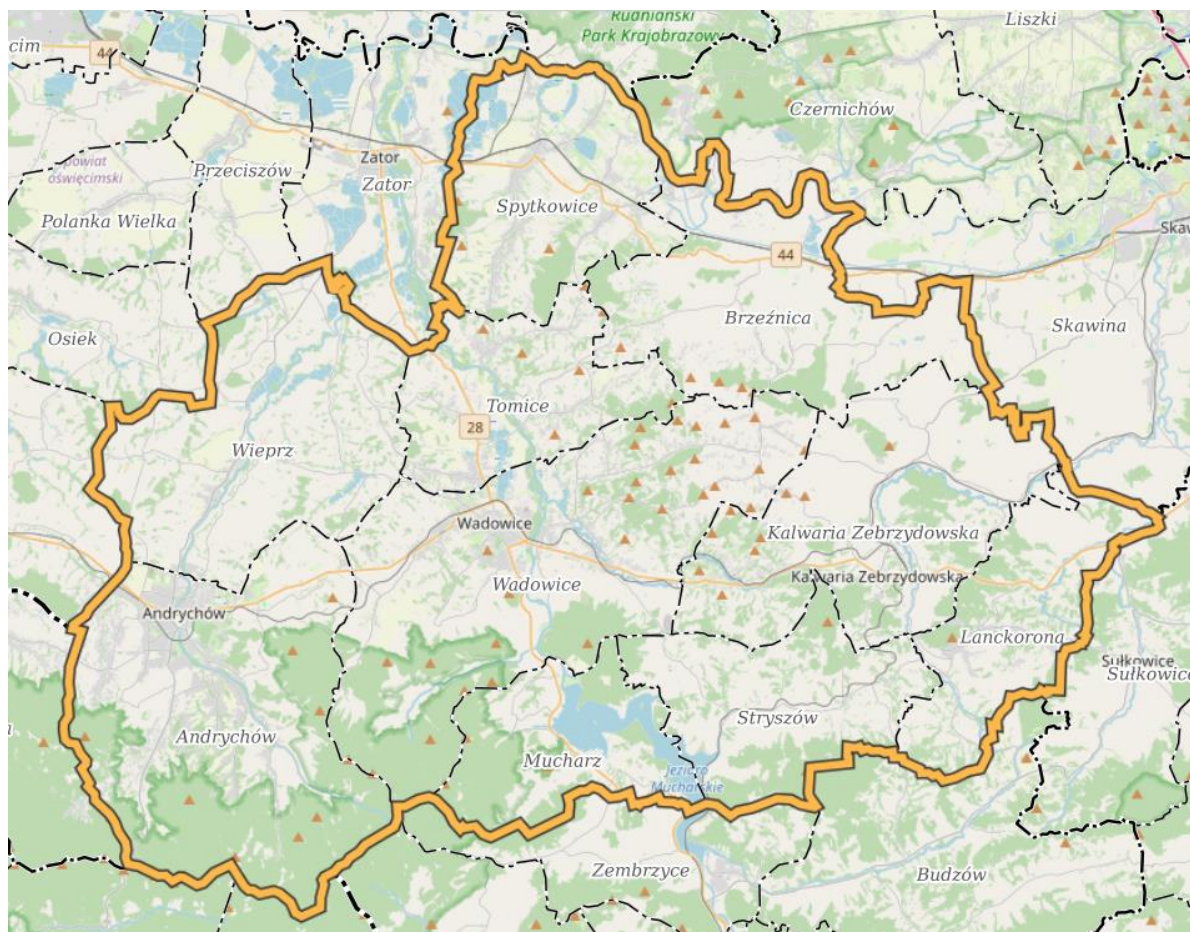 Rudniański
Park Krajobrazowy
Liszki
cim
44
Czernichów
powiat
oświęcimski
Przeciszów
Zator
Zator
Polanka Wielka
Spytkowice
Skaw
44
Osiek
Brzeźnica
Skawina
Tomice
28
Wieprz
Wadowice
Kalwaria Zebrzydowska
Wadowice
Kalwaria Zebrzydowska
Andrychów
Lanckorona
Sułkowice
Sułkowice
Stryszów
Andrychów
Mucharz
Jezioro
Mucharskie
Zembrzyce
Budzów